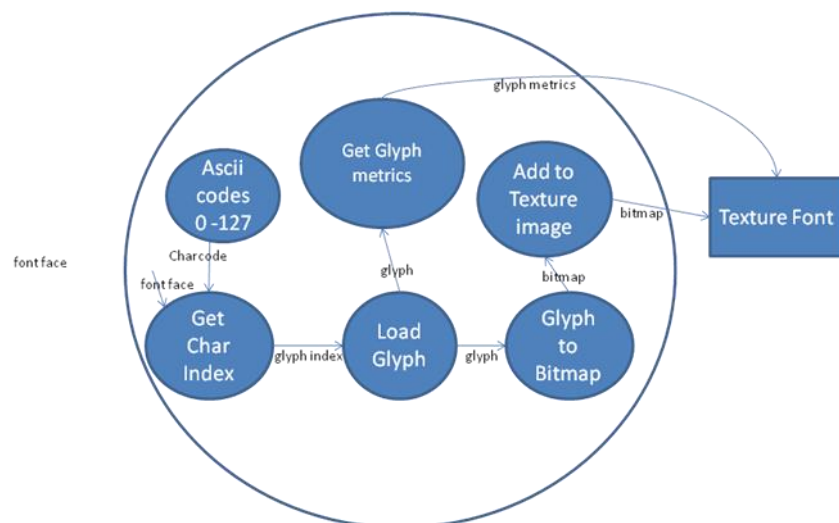 glyph metrics
Get Glyph
metrics
Ascii
codes
0 -127
Add to
Texture
image
Texture Font
bitmap
Charcode
font face
glyph
bitmap
font face
Get
Char
Index
glyph index
Load
Glyph
glyph
Glyph
to
Bitmap